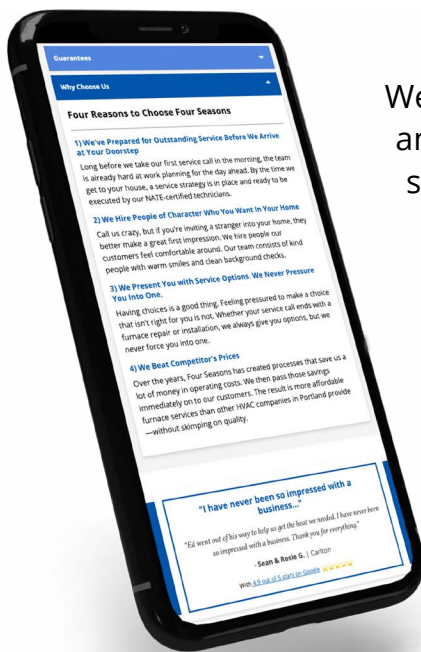 Guarantees
Why Choose Us
Four Reasons to Choose Four Seasons
1) We've Prepared for Outstanding Service Before We Arrive
at Your Doorstep
Long before we take our first service call in the morning, the team
is already hard at work planning for the day ahead. By the time we
get to your house, a service strategy is in place and ready to be
executed by our NATE-certified technicians.
2) We Hire People of Character Who You Want In Your Home
Call us crazy, but if you're inviting a stranger into your home, they
better make a great first impression. We hire people our
customers feel comfortable around. Our team consists of kind
people with warm smiles and clean background checks.
3) We Present You with Service Options. We Never Pressure
You Into One.
Having choices is a good thing. Feeling pressured to make a choice
that isn't right for you is not. Whether your service call ends with a
furnace repair or installation, we always give you options, but we
never force you into one.
4) We Beat Competitor's Prices
Over the years, Four Seasons has created processes that save us a
lot of money in operating costs. We then pass those savings
immediately on to our customers. The result is more affordable
furnace services than other HVAC companies in Portland provide
—without skimping on quality.
"I have never been so impressed with a
business..."
"Ed went out of his way to help us get the heat we needed. I have never been
so impressed with a business. Thank you for everything."
- Sean & Rosie G. | Carlton
With 4.9 out of 5 stars on Google
We